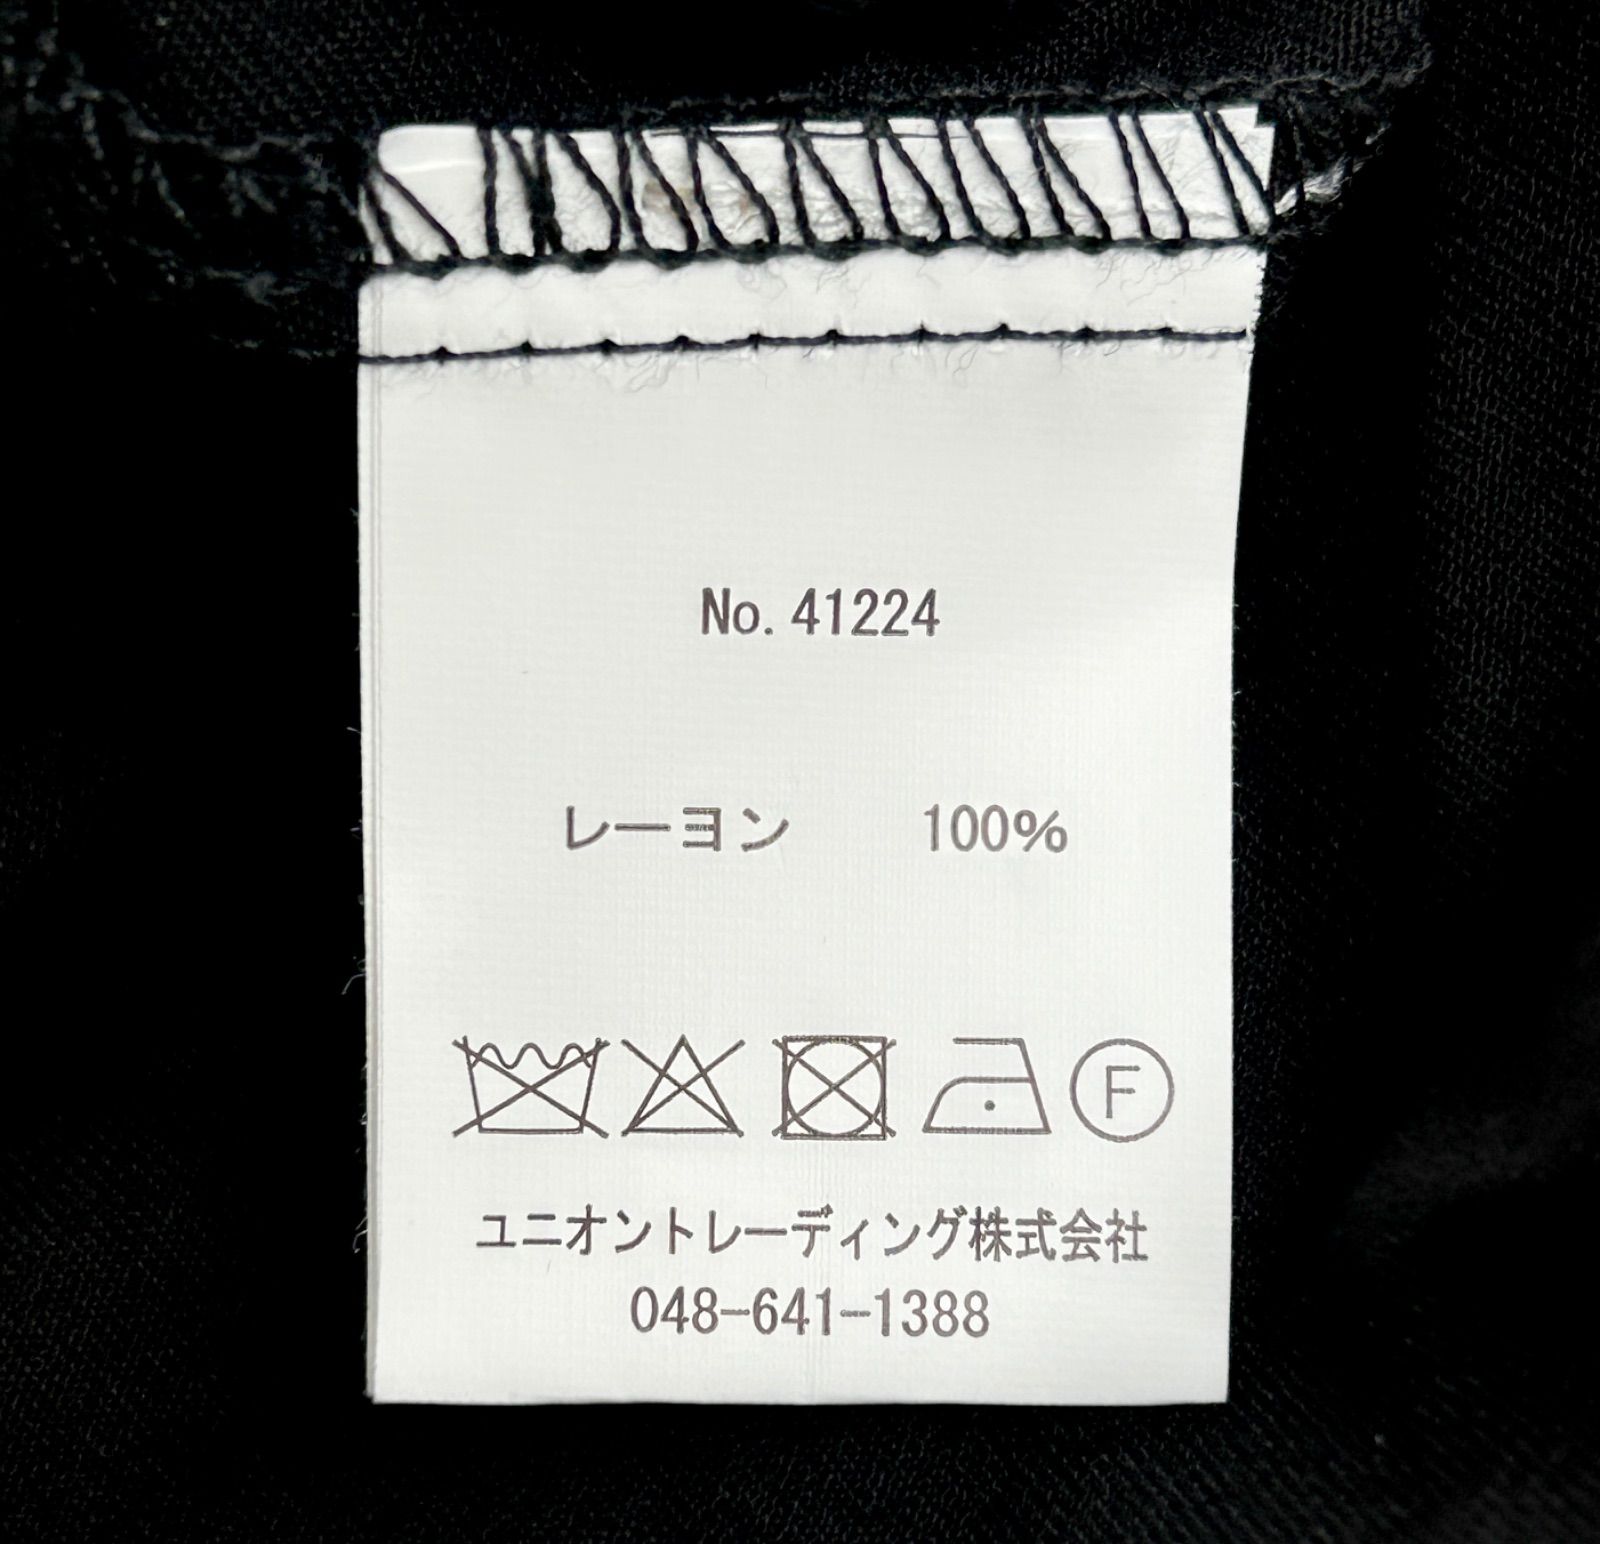 No. 41224
レーヨン 100%
F
ユニオントレーディング株式会社
048-641-1388